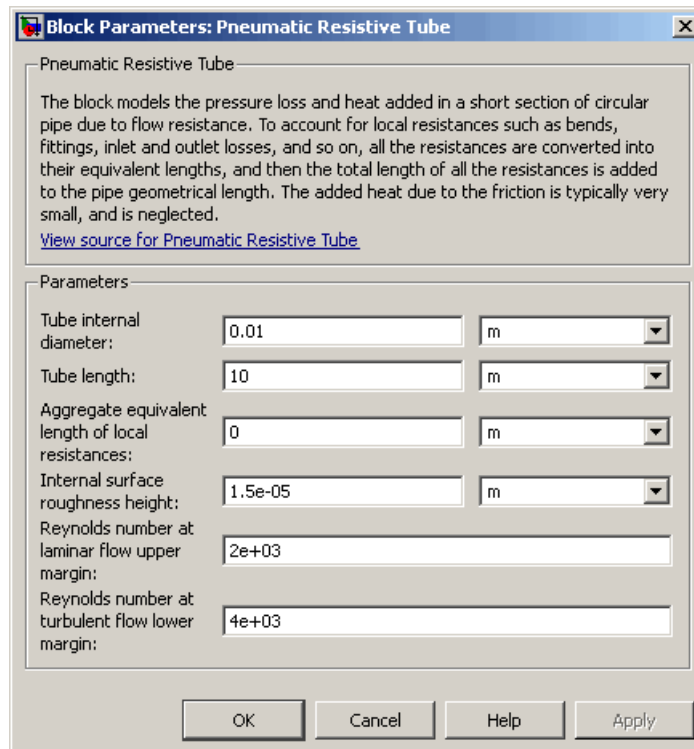 Block Parameters: Pneumatic Resistive Tube
Pneumatic Resistive Tube
The block models the pressure loss and heat added in a short section of circular
pipe due to flow resistance. To account for local resistances such as bends,
fittings, inlet and outlet losses, and so on, all the resistances are converted into
their equivalent lengths, and then the total length of all the resistances is added
to the pipe geometrical length. The added heat due to the friction is typically very
small, and is neglected.
View source for Pneumatic Resistive Tube
Parameters
Tube internal
diameter:
0.01
m
Tube length:
10
m
Aggregate equivalent
length of local
resistances:
0
m
Internal surface
roughness height:
1.5e-05
m
Reynolds number at
laminar flow upper
margin:
2e+03
Reynolds number at
turbulent flow lower
margin:
4e+03
OK
Cancel
Help
Apply